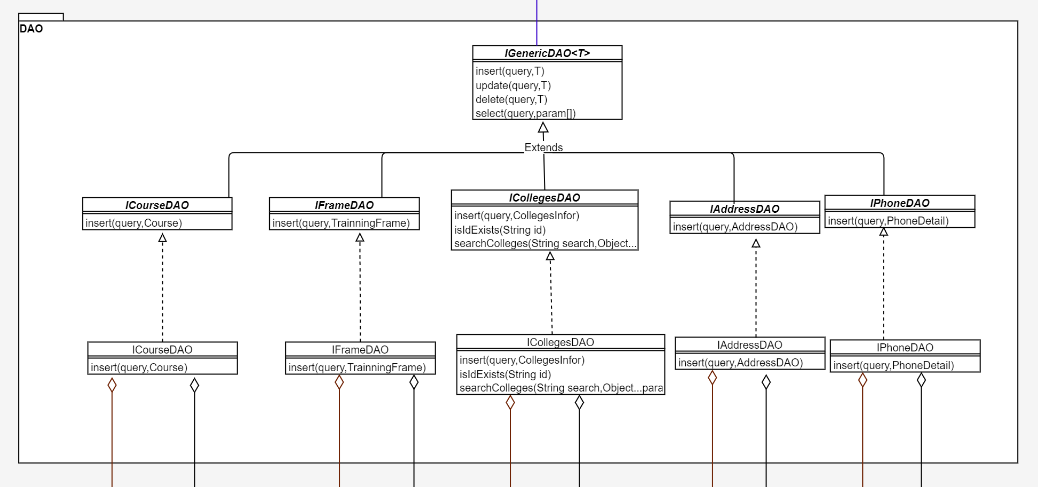 DAO
IGenericDAO<T>
insert(query,T)
update(query,T)
delete(query,T)
select(query,param[])
Extends
ICourseDAO
insert(query,Course)
IFrameDAO
insert(query,TrainningFrame)
ICollegesDAO
insert(query,CollegesInfor)
isIdExists(String id)
searchColleges(String search,Object...
IAddressDAO
insert(query,AddressDAO)
IPhoneDAO
insert(query,PhoneDetail)
ICourseDAO
insert(query,Course)
IFrameDAO
insert(query,TrainningFrame)
ICollegesDAO
insert(query,CollegesInfor)
isIdExists(String id)
searchColleges(String search,Object...para
IAddressDAO
insert(query,AddressDAO)
IPhoneDAO
insert(query,PhoneDetail)